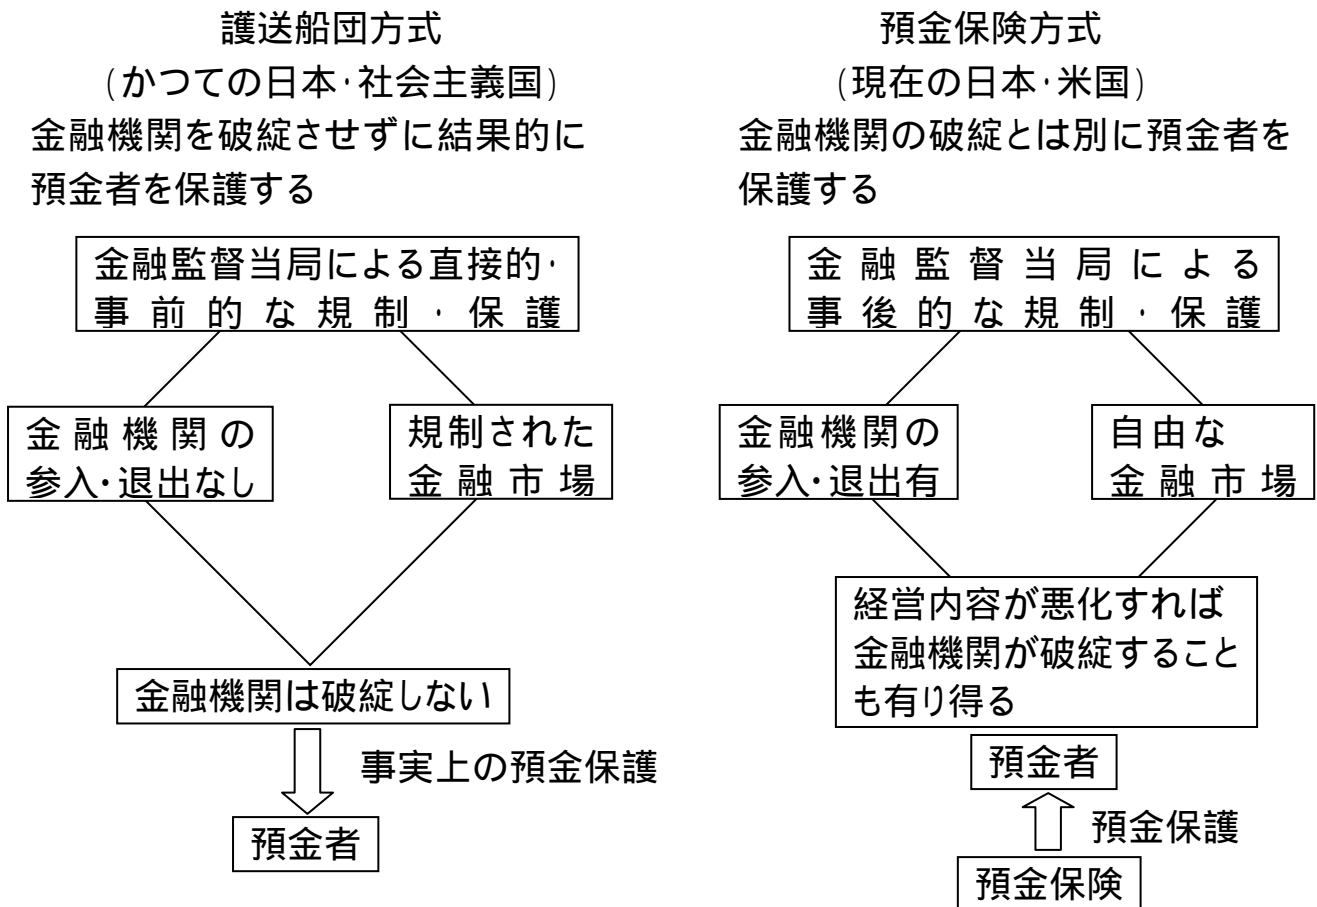 護送船団方式
(かつての日本・社会主義国)
金融機関を破綻させずに結果的に
預金者を保護する
金融監督当局による直接的・
事前的な規制・保護
金融機関の
参入・退出なし
規制された
金融市場
金融機関は破綻しない
事実上の預金保護
預金者
預金保険方式
(現在の日本・米国)
金融機関の破綻とは別に預金者を
保護する
金融監督当局による
事後的な規制・保護
金融機関の
参入・退出有
自由な
金融市場
経営内容が悪化すれば
金融機関が破綻すること
も有り得る
預金者
預金保護
預金保険